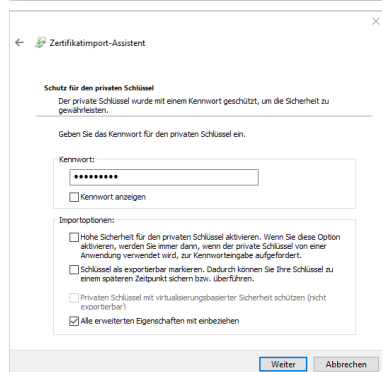 Zertifikatimport-Assistent
Schutz für den privaten Schlüssel
Der private Schlüssel wurde mit einem Kennwort geschützt, um die Sicherheit zu
gewährleisten.
Geben Sie das Kennwort für den privaten Schlüssel ein.
Kennwort:
•••••••••
Kennwort anzeigen
Importoptionen:
Hohe Sicherheit für den privaten Schlüssel aktivieren. Wenn Sie diese Option
aktivieren, werden Sie immer dann, wenn der private Schlüssel von einer
Anwendung verwendet wird, zur Kennworteingabe aufgefordert.
Schlüssel als exportierbar markieren. Dadurch können Sie Ihre Schlüssel zu
einem späteren Zeitpunkt sichern bzw. überführen.
Privaten Schlüssel mit virtualisierungsbasierter Sicherheit schützen (nicht
exportierbar)
Alle erweiterten Eigenschaften mit einbeziehen
Weiter Abbrechen